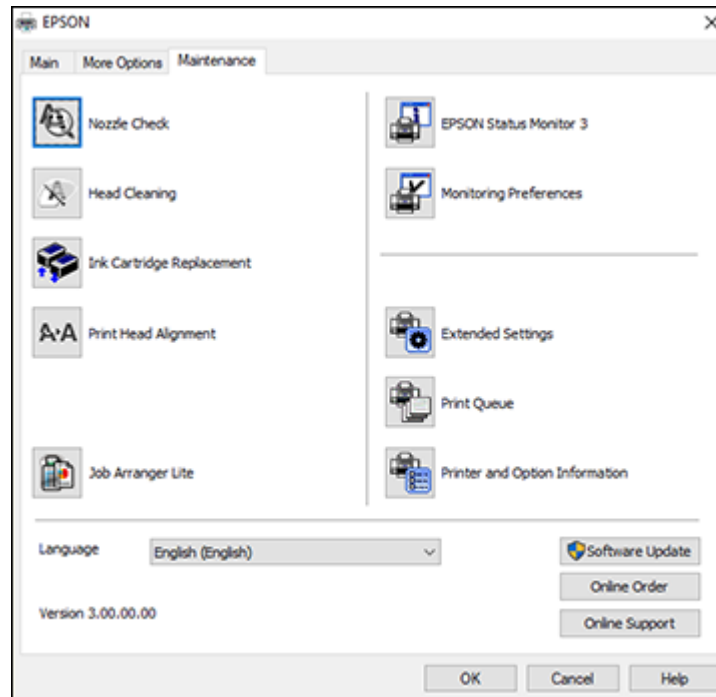 EPSON
Main More Options Maintenance
Nozzle Check
EPSON Status Monitor 3
Head Cleaning
Monitoring Preferences
Ink Cartridge Replacement
A·A Print Head Alignment
Extended Settings
Print Queue
Job Arranger Lite
Printer and Option Information
Language English (English)
Software Update
Online Order
Version 3.00.00.00
Online Support
OK Cancel Help